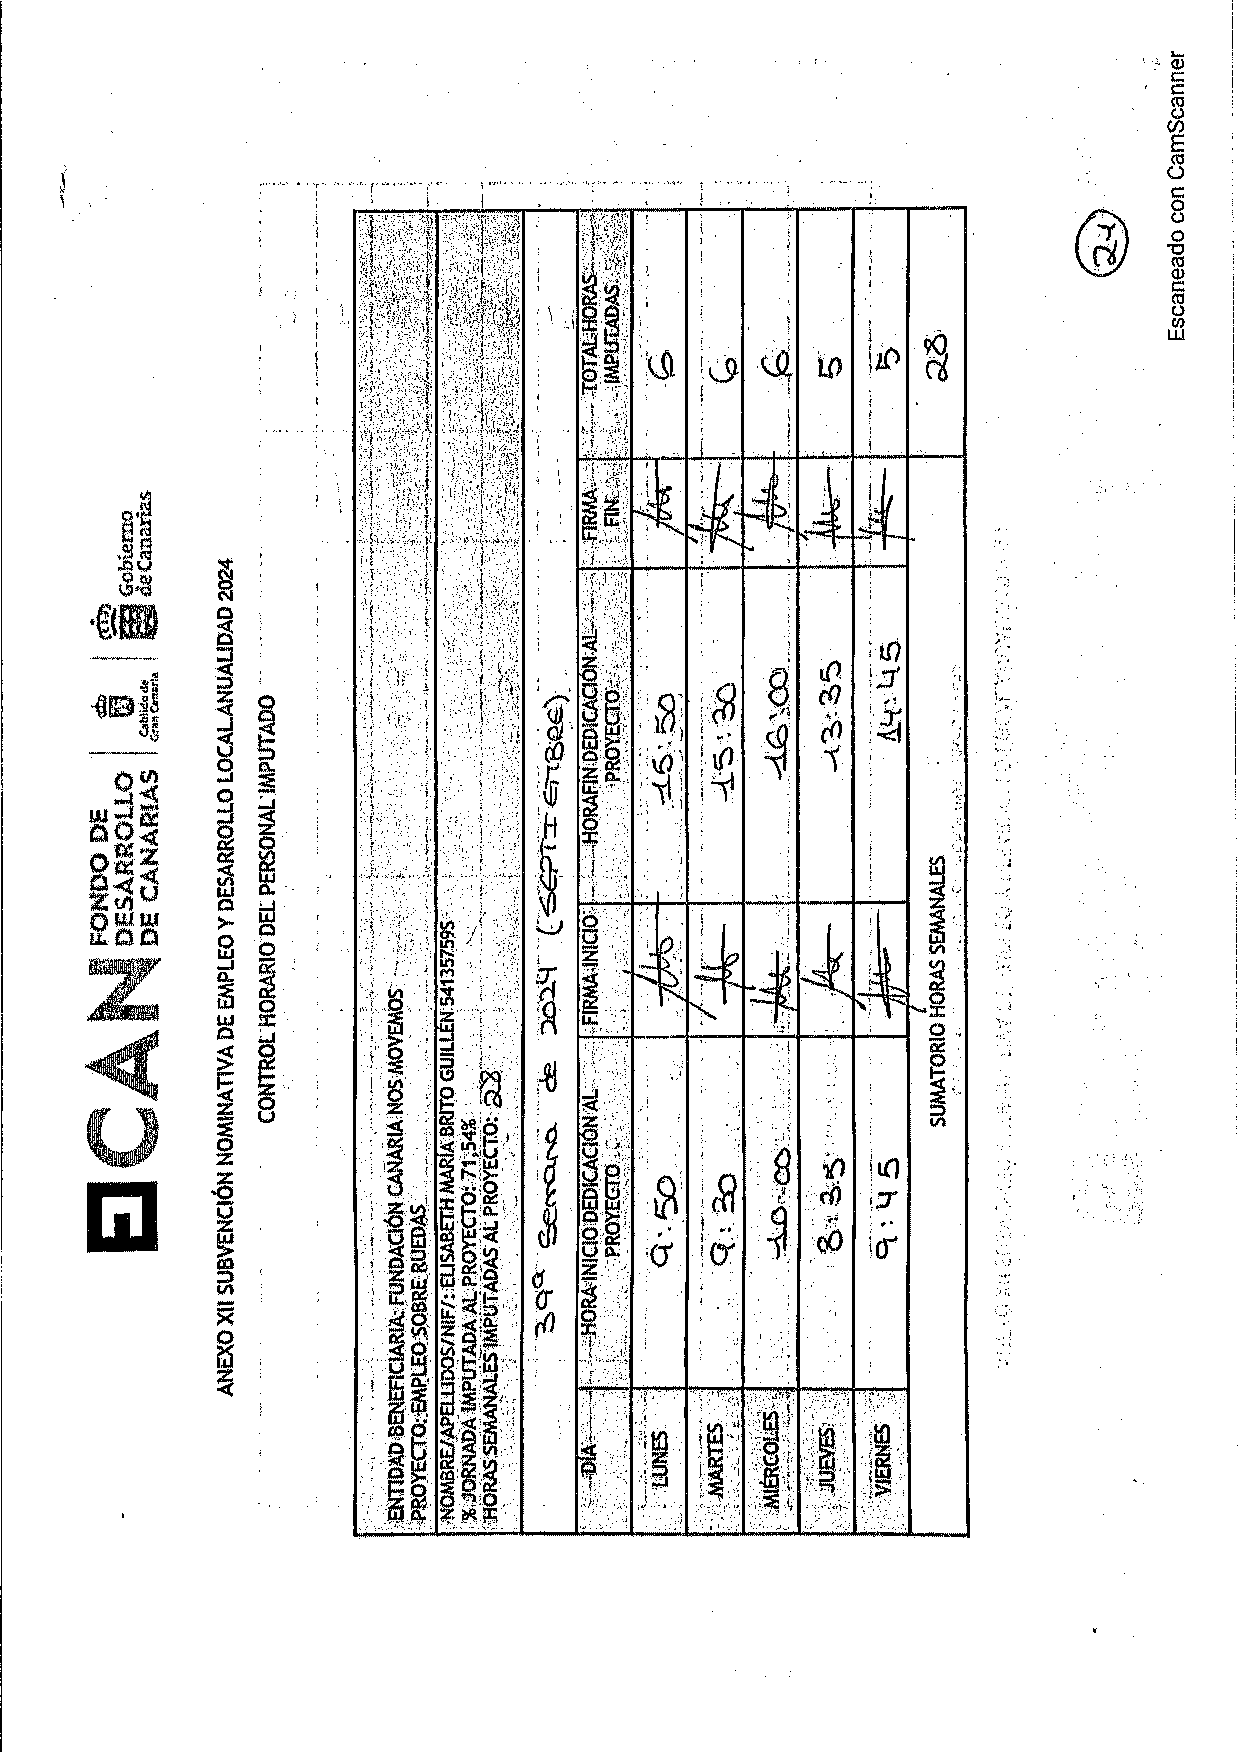 FCAN
FONDO DE
DESARROLLO
DE CANARIAS
Cabildo de
Gran Canaria
Gobierno
de Canarias
ANEXO XII SUBVENCIÓN NOMINATIVA DE EMPLEO Y DESARROLLO LOCAL ANUALIDAD 2024
CONTROL HORARIO DEL PERSONAL IMPUTADO
ENTIDAD BENEFICIARIA: FUNDACIÓN CANARIA NOS MOVEMOS
PROYECTO: EMPLEO SOBRE RUEDAS
NOMBRE/APELLIDOS/NIF/: ELISABETH MARÍA BRITO GUILLÉN 54135759S
% JORNADA IMPUTADA AL PROYECTO: 71,54%
HORAS SEMANALES IMPUTADAS AL PROYECTO: 28
39ª Semana de 2024 (SEPTIEMBRE)
DÍA HORA INICIO DEDICACIÓN AL PROYECTO FIRMA INICIO HORA FIN DEDICACIÓN AL PROYECTO FIRMA FIN TOTAL HORAS IMPUTADAS
LUNES 9:50 15:50 6
MARTES 9:30 15:30 6
MIÉRCOLES 10:00 16:00 6
JUEVES 8:35 13:35 5
VIERNES 9:45 14:45 5
SUMATORIO HORAS SEMANALES 28
24
Escaneado con CamScanner